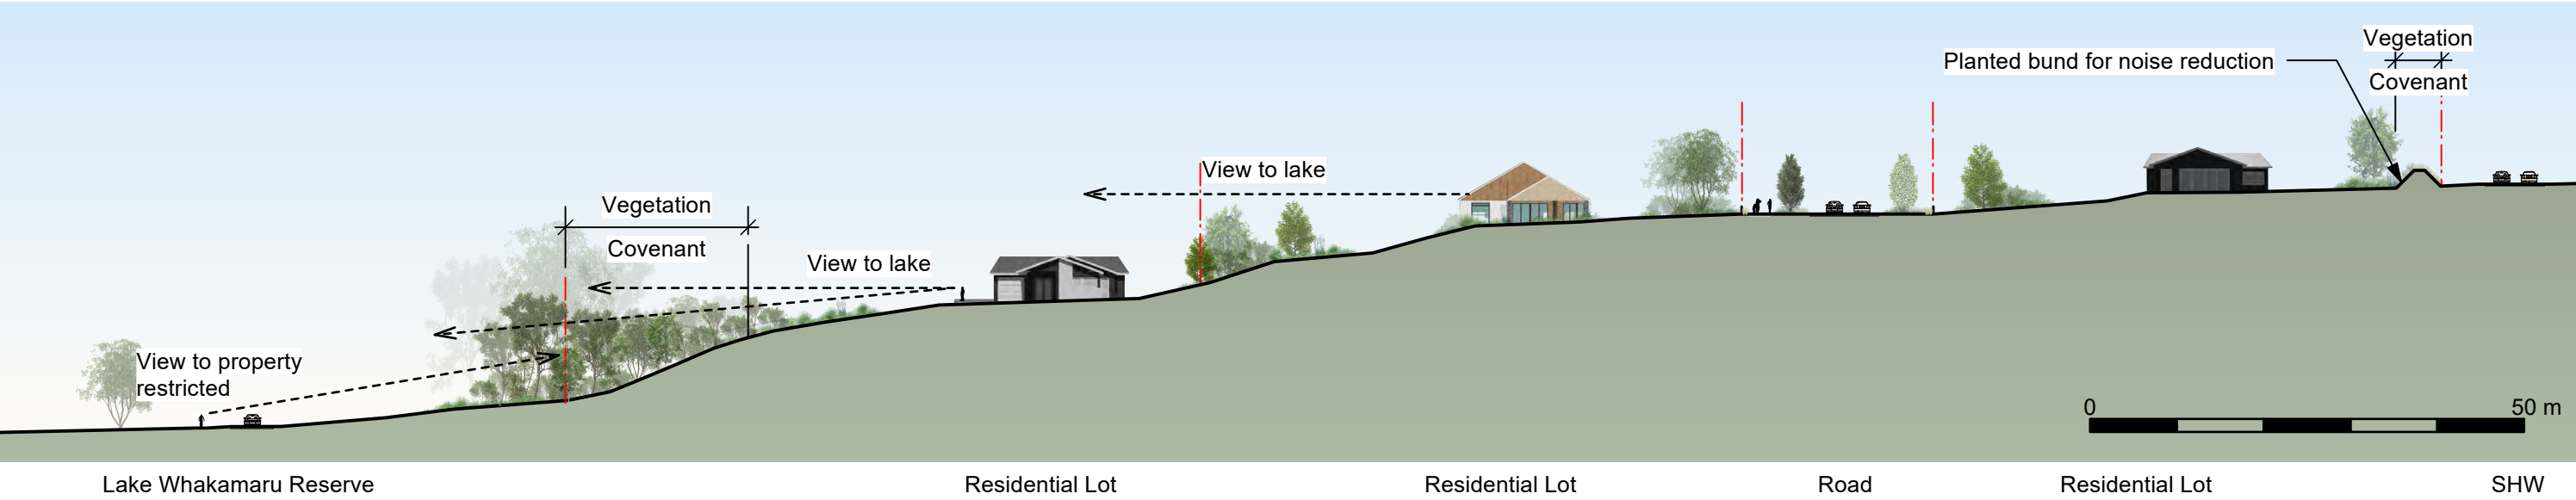 Vegetation
Covenant
Planted bund for noise reduction
View to lake
Vegetation
Covenant
View to lake
View to property
restricted
0 50 m
Lake Whakamaru Reserve
Residential Lot
Residential Lot
Road
Residential Lot
SHW